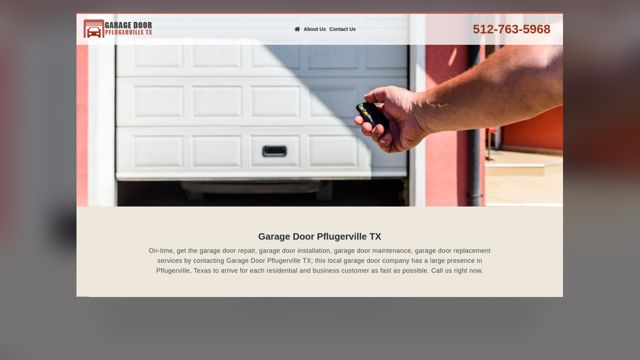 GARAGE DOOR
PFLUGERVILLE TX
About Us Contact Us
512-763-5968
Garage Door Pflugerville TX
On-time, get the garage door repair, garage door installation, garage door maintenance, garage door replacement
services by contacting Garage Door Pflugerville TX; this local garage door company has a large presence in
Pflugerville, Texas to arrive for each residential and business customer as fast as possible. Call us right now.